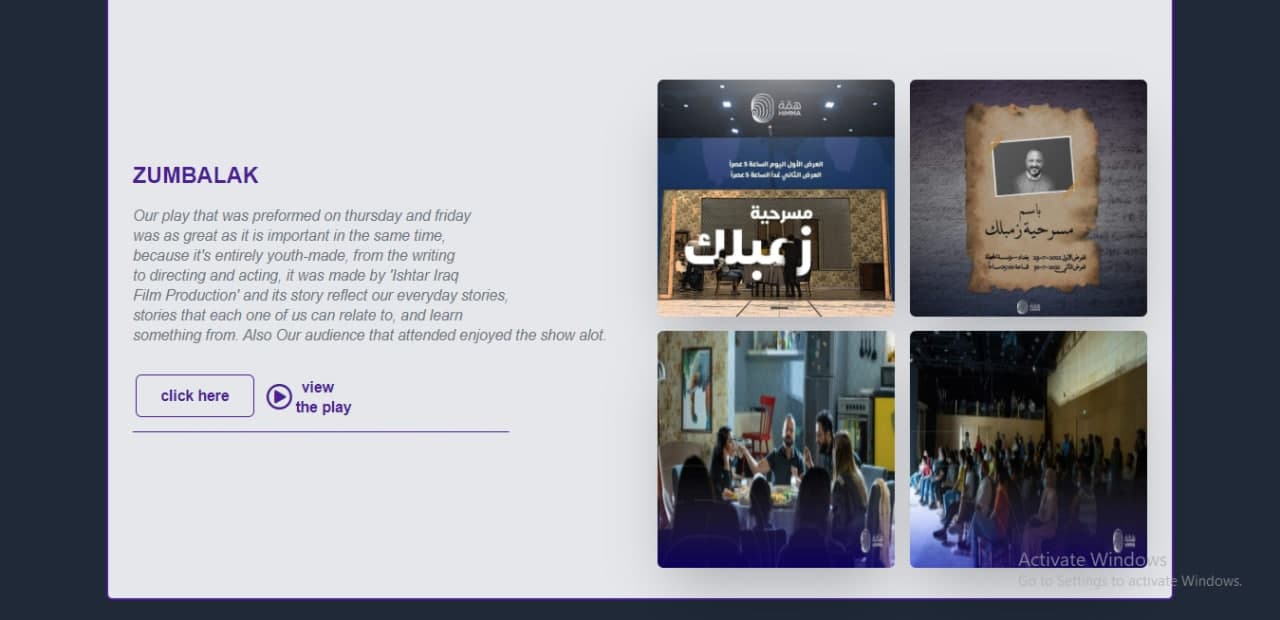 ZUMBALAK
Our play that was preformed on thursday and friday
was as great as it is important in the same time,
because it's entirely youth-made, from the writing
to directing and acting, it was made by 'Ishtar Iraq
Film Production' and its story reflect our everyday stories,
stories that each one of us can relate to, and learn
something from. Also Our audience that attended enjoyed the show alot.
click here
view
the play
همّة
HIMMA
العرض الأول اليوم الساعة 5 عصراً
العرض الثاني غداً الساعة 5 عصراً
مسرحية
زمبلك
باسم
مسرحية زمبلك
Activate Windows
Go to Settings to activate Windows.